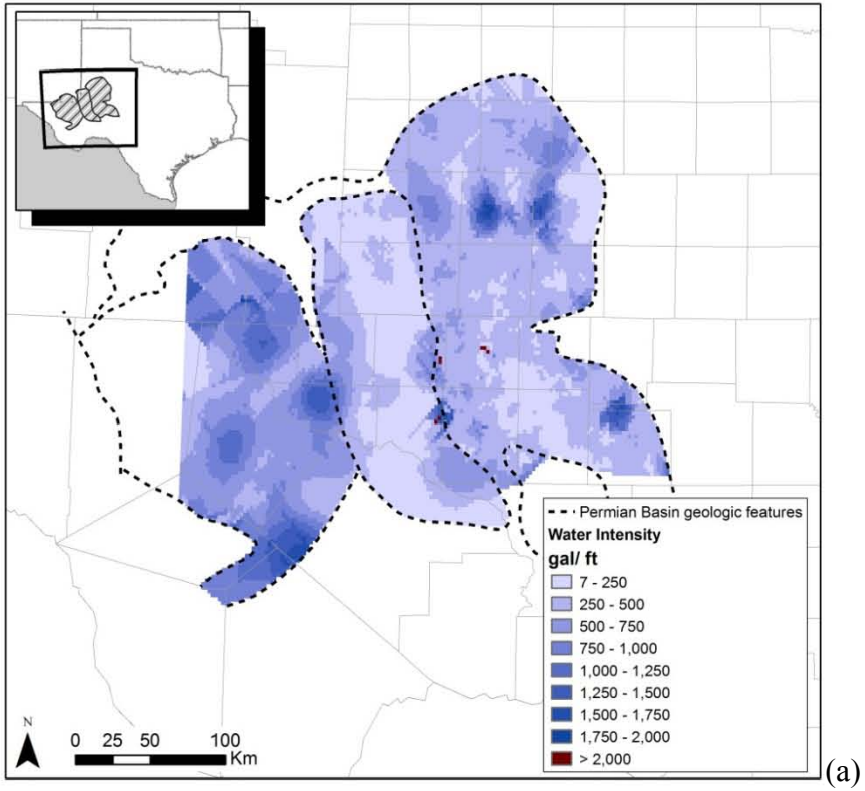 Permian Basin geologic features
Water Intensity
gal/ ft
7 - 250
250 - 500
500 - 750
750 - 1,000
1,000 - 1,250
1,250 - 1,500
1,500 - 1,750
1,750 - 2,000
> 2,000
N
0 25 50 100
Km
(a)